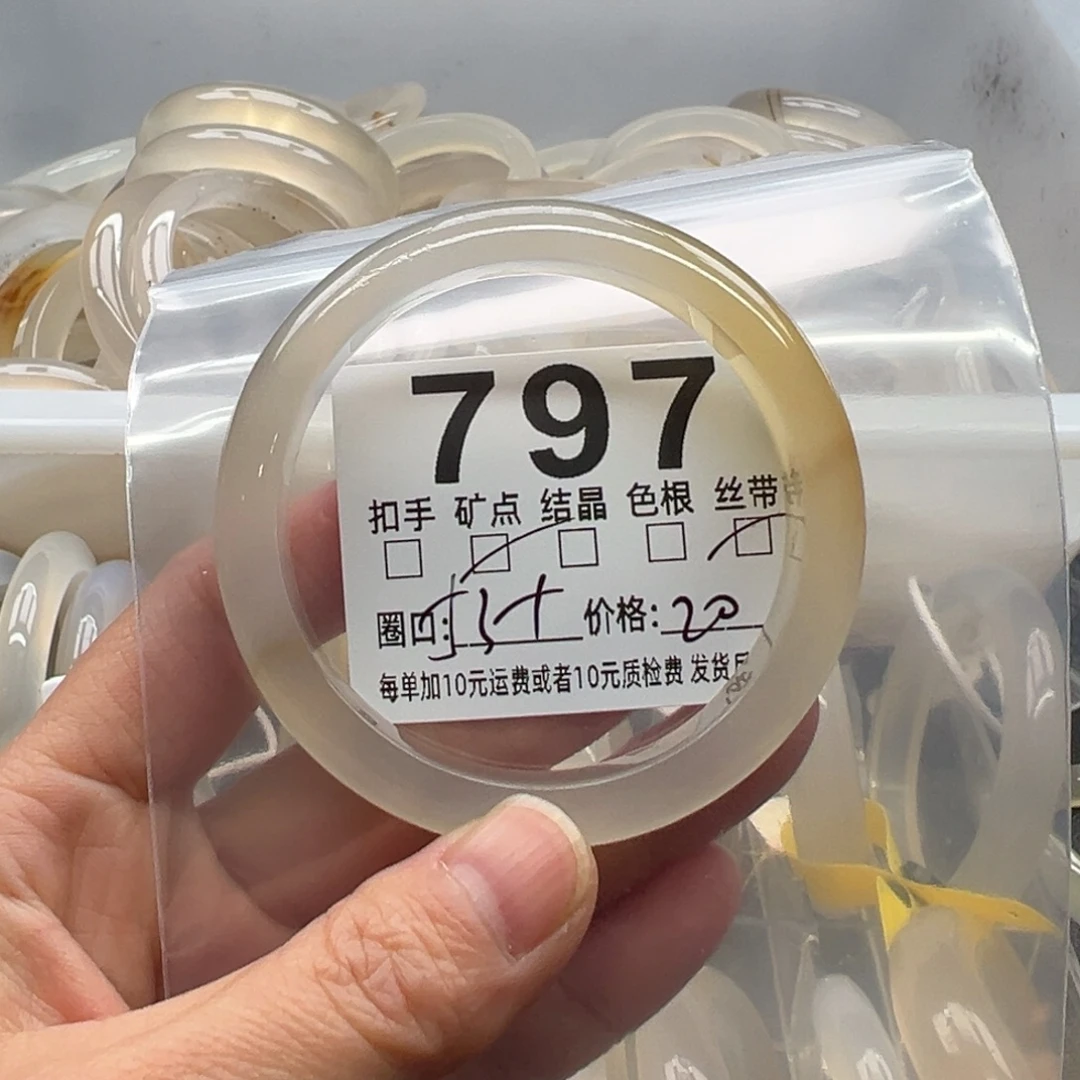 797
扣手 矿点 结晶 色根 丝带
圈口: 价格:20
每单加10元运费或者10元质检费 发货